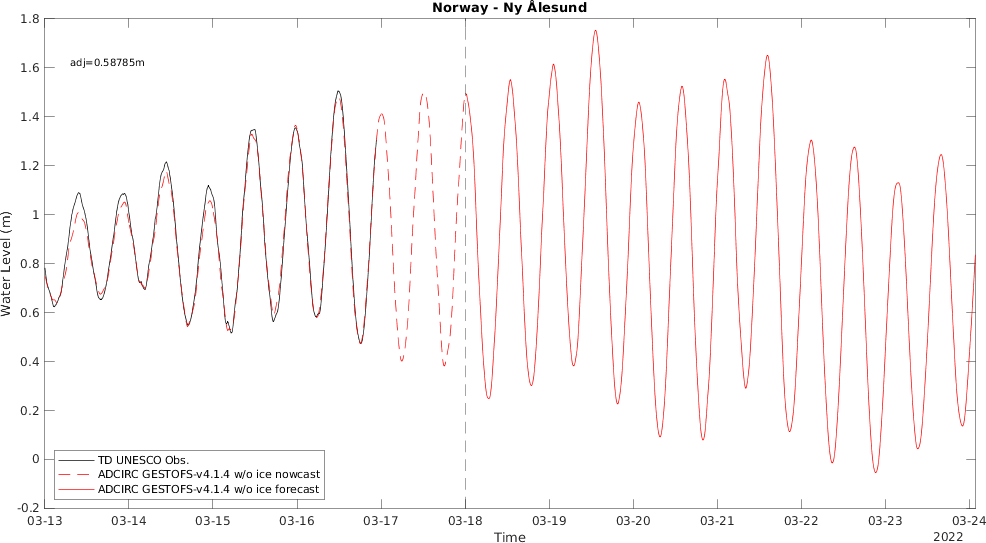 Norway - Ny Ålesund
1.8
1.6
1.4
1.2
1
0.8
0.6
0.4
0.2
0
-0.2
Water Level (m)
adj=0.58785m
TD UNESCO Obs.
ADCIRC GESTOFS-v4.1.4 w/o ice nowcast
ADCIRC GESTOFS-v4.1.4 w/o ice forecast
03-13 03-14 03-15 03-16 03-17 03-18 03-19 03-20 03-21 03-22 03-23 03-24
Time
2022